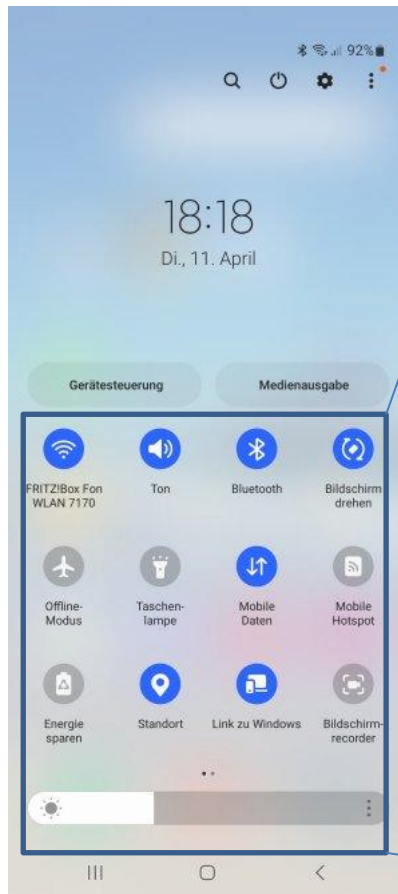 92%
18:18
Di., 11. April
Gerätesteuerung Medienausgabe
FRITZ!Box Fon
WLAN 7170
Ton
Bluetooth
Bildschirm
drehen
Offline-
Modus
Taschen-
lampe
Mobile
Daten
Mobile
Hotspot
Energie
sparen
Standort
Link zu Windows
Bildschirm-
recorder